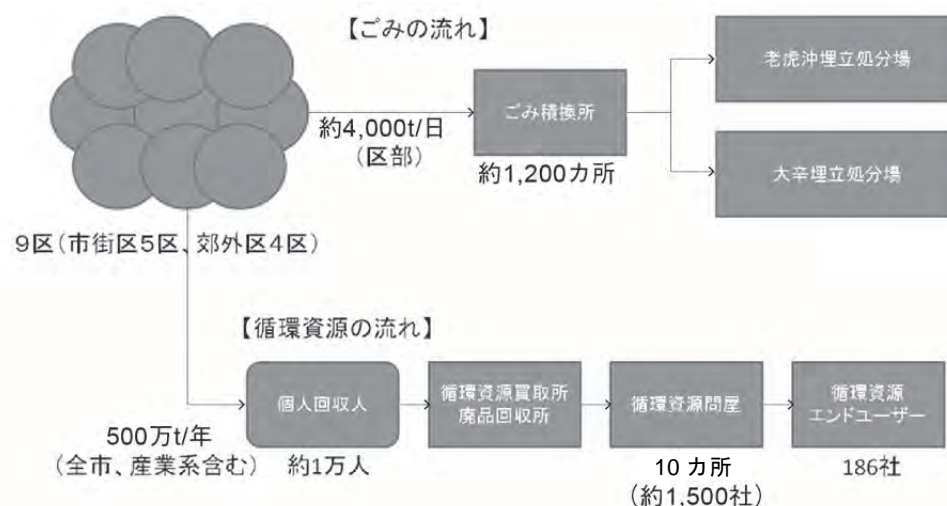 【ごみの流れ】
老虎沖埋立処分場
ごみ積換所
約4,000t/日
（区部）
約1,200カ所
大辛埋立処分場
9区（市街区5区、郊外区4区）
【循環資源の流れ】
個人回収人
循環資源買取所
廃品回収所
循環資源問屋
循環資源
エンドユーザー
500万t/年
（全市、産業系含む）
約1万人
10 カ所
（約1,500社）
186社